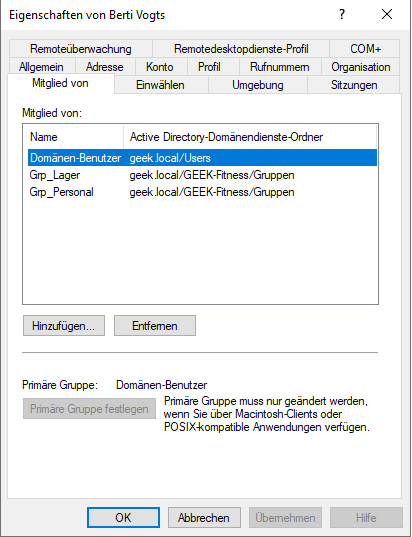 Eigenschaften von Berti Vogts ? ×
Remoteüberwachung Remotedesktopdienste-Profil COM+
Allgemein Adresse Konto Profil Rufnummern Organisation
Mitglied von Einwählen Umgebung Sitzungen
Mitglied von:
Name Active Directory-Domänendienste-Ordner
Domänen-Benutzer geek.local/Users
Grp_Lager geek.local/GEEK-Fitness/Gruppen
Grp_Personal geek.local/GEEK-Fitness/Gruppen
Hinzufügen... Entfernen
Primäre Gruppe: Domänen-Benutzer
Primäre Gruppe festlegen
Primäre Gruppe muss nur geändert werden,
wenn Sie über Macintosh-Clients oder
POSIX-kompatible Anwendungen verfügen.
OK Abbrechen Übernehmen Hilfe